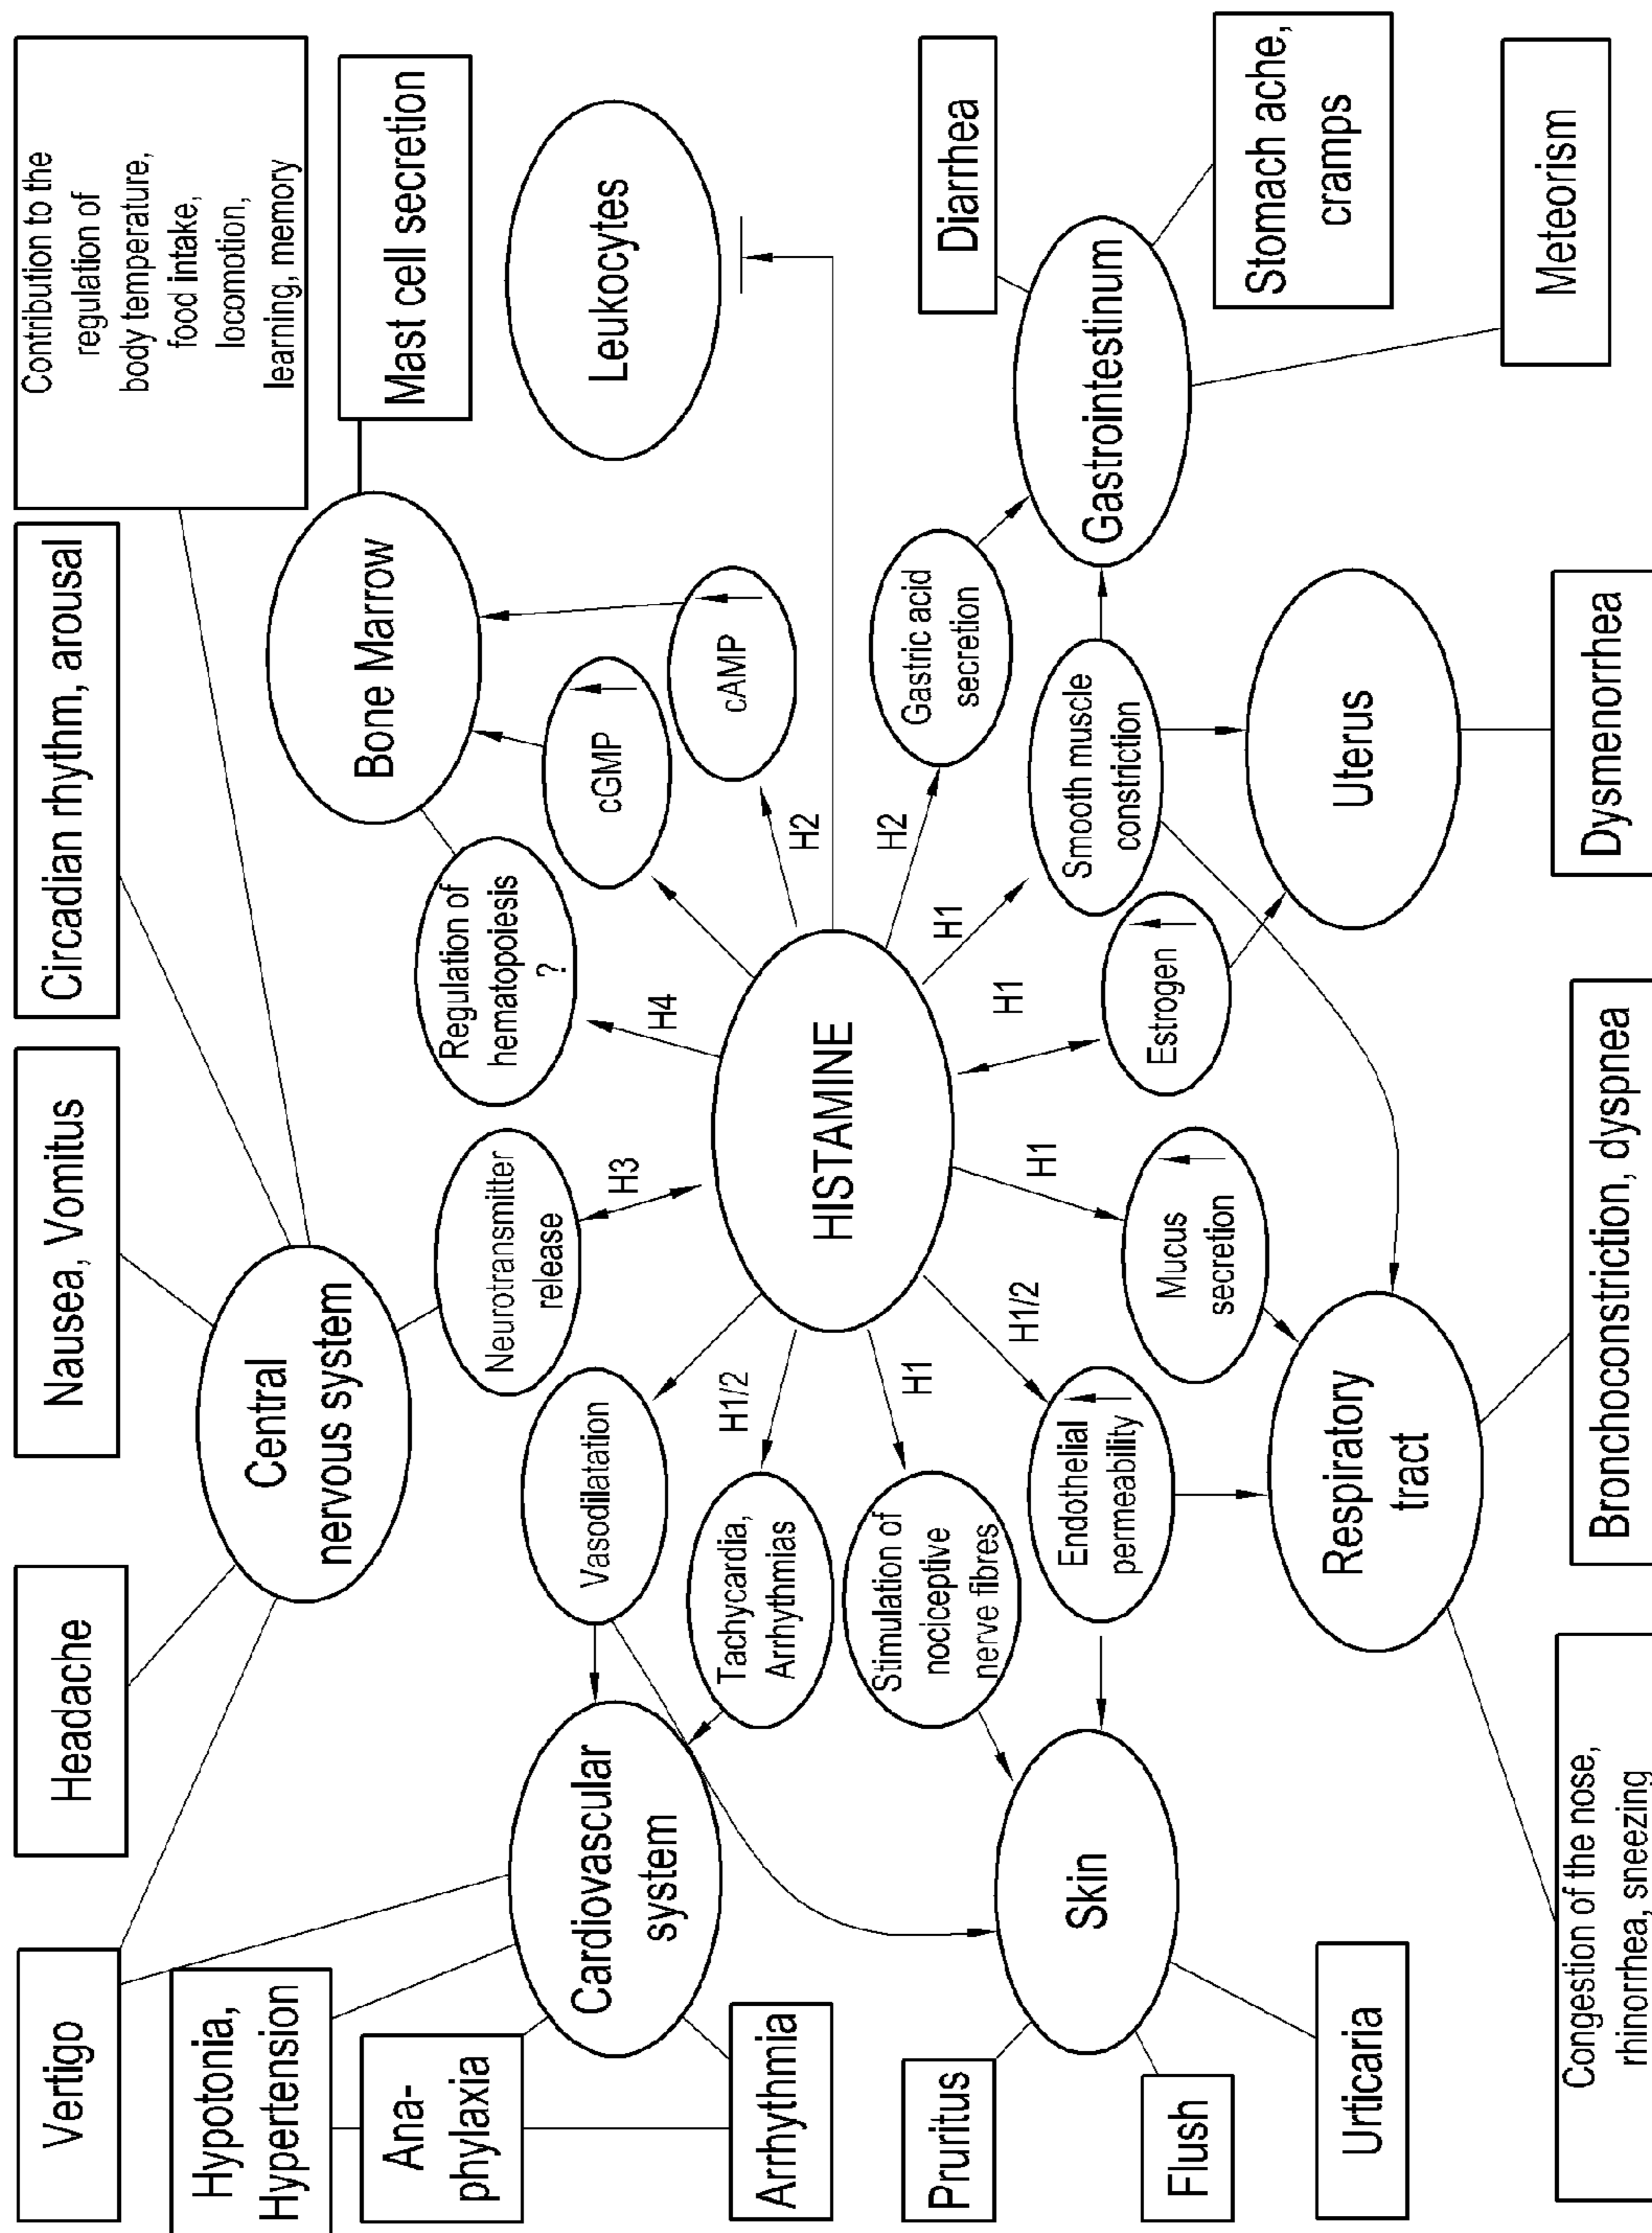 Vertigo
Headache
Nausea, Vomitus
Circadian rhythm, arousal
Contribution to the
regulation of
body temperature,
food intake,
locomotion,
learning, memory
Hypotonia,
Hypertension
Central
nervous system
Bone Marrow
Mast cell secretion
Ana-
phylaxia
Cardiovascular
system
Vasodilatation
Neurotransmitter
release
Regulation of
hematopoiesis
?
cGMP
cAMP
Leukocytes
Arrhythmia
Tachycardia,
Arrhythmias
H1/2
H3
H4
H2
HISTAMINE
Stimulation of
nociceptive
nerve fibres
H1
H2
Gastric acid
secretion
Diarrhea
Pruritus
Flush
Urticaria
Skin
Endothelial
permeability
H1/2
H1
H1
H1
Mucus
secretion
Estrogen
Smooth muscle
constriction
Gastrointestinum
Stomach ache,
cramps
Meteorism
Respiratory
tract
Uterus
Congestion of the nose,
rhinorrhea, sneezing
Bronchoconstriction, dyspnea
Dysmenorrhea